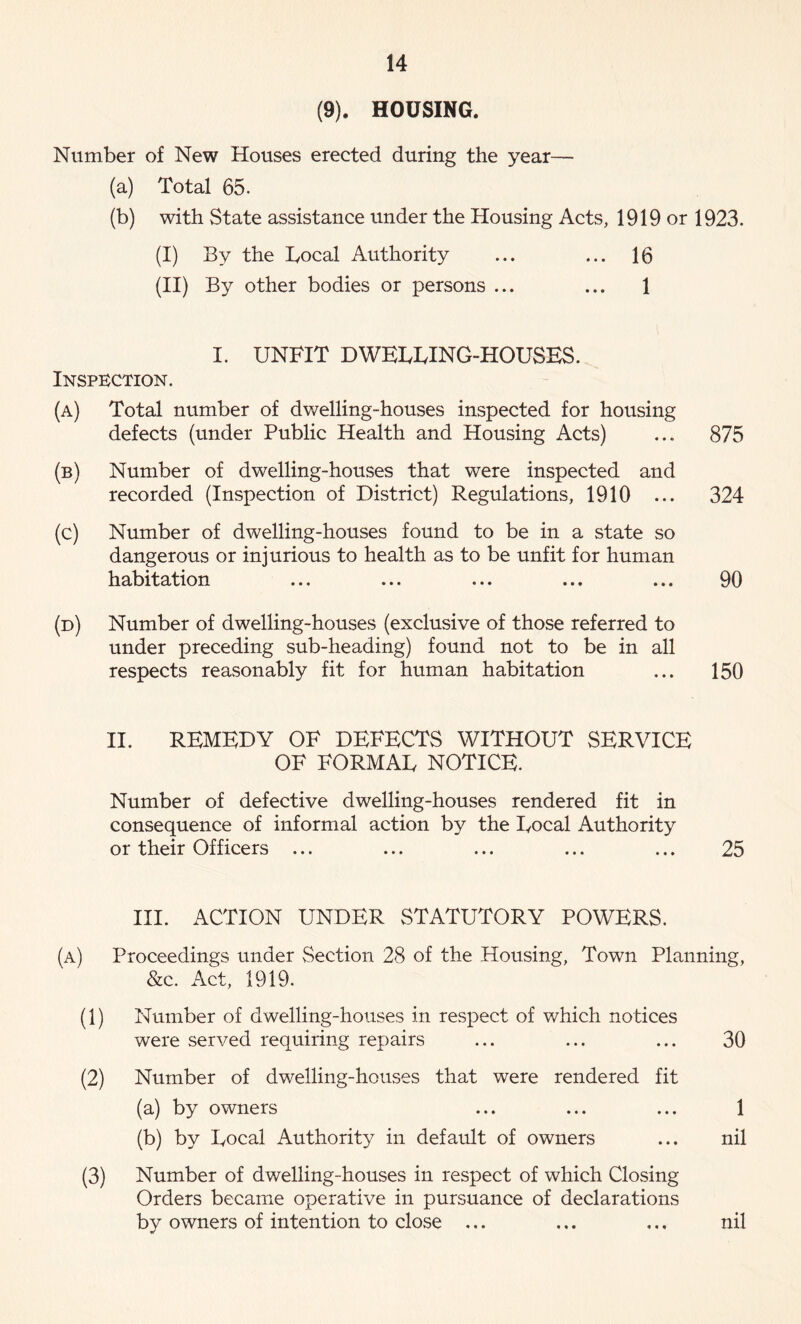 14
(9). HOUSING.
Number of New Houses erected during the year—
(a) Total 65.
(b) with State assistance under the Housing Acts, 1919 or 1923.
(I) By the Local Authority ... ... 16
(II) By other bodies or persons ... ... 1
I. UNFIT DWELLING-HOUSES.
INSPECTION.
(A) Total number of dwelling-houses inspected for housing
defects (under Public Health and Housing Acts) ... 875
(B) Number of dwelling-houses that were inspected and
recorded (Inspection of District) Regulations, 1910 ... 324
(C) Number of dwelling-houses found to be in a state so
dangerous or injurious to health as to be unfit for human
habitation ... ... ... ... ... 90
(D) Number of dwelling-houses (exclusive of those referred to
under preceding sub-heading) found not to be in all
respects reasonably fit for human habitation ... 150
II. REMEDY OF DEFECTS WITHOUT SERVICE
OF FORMAL NOTICE.
Number of defective dwelling-houses rendered fit in
consequence of informal action by the Local Authority
or their Officers ... ... ... ... ... 25
III. ACTION UNDER STATUTORY POWERS.
(A) Proceedings under Section 28 of the Housing, Town Planning,
&c. Act, 1919.
(1) Number of dwelling-houses in respect of which notices
were served requiring repairs ... ... ... 30
(2) Number of dwelling-houses that were rendered fit
(a) by owners ... ... ... 1
(b) by Local Authority in default of owners ... nil
(3) Number of dwelling-houses in respect of which Closing
Orders became operative in pursuance of declarations
by owners of intention to close ... ... ... nil